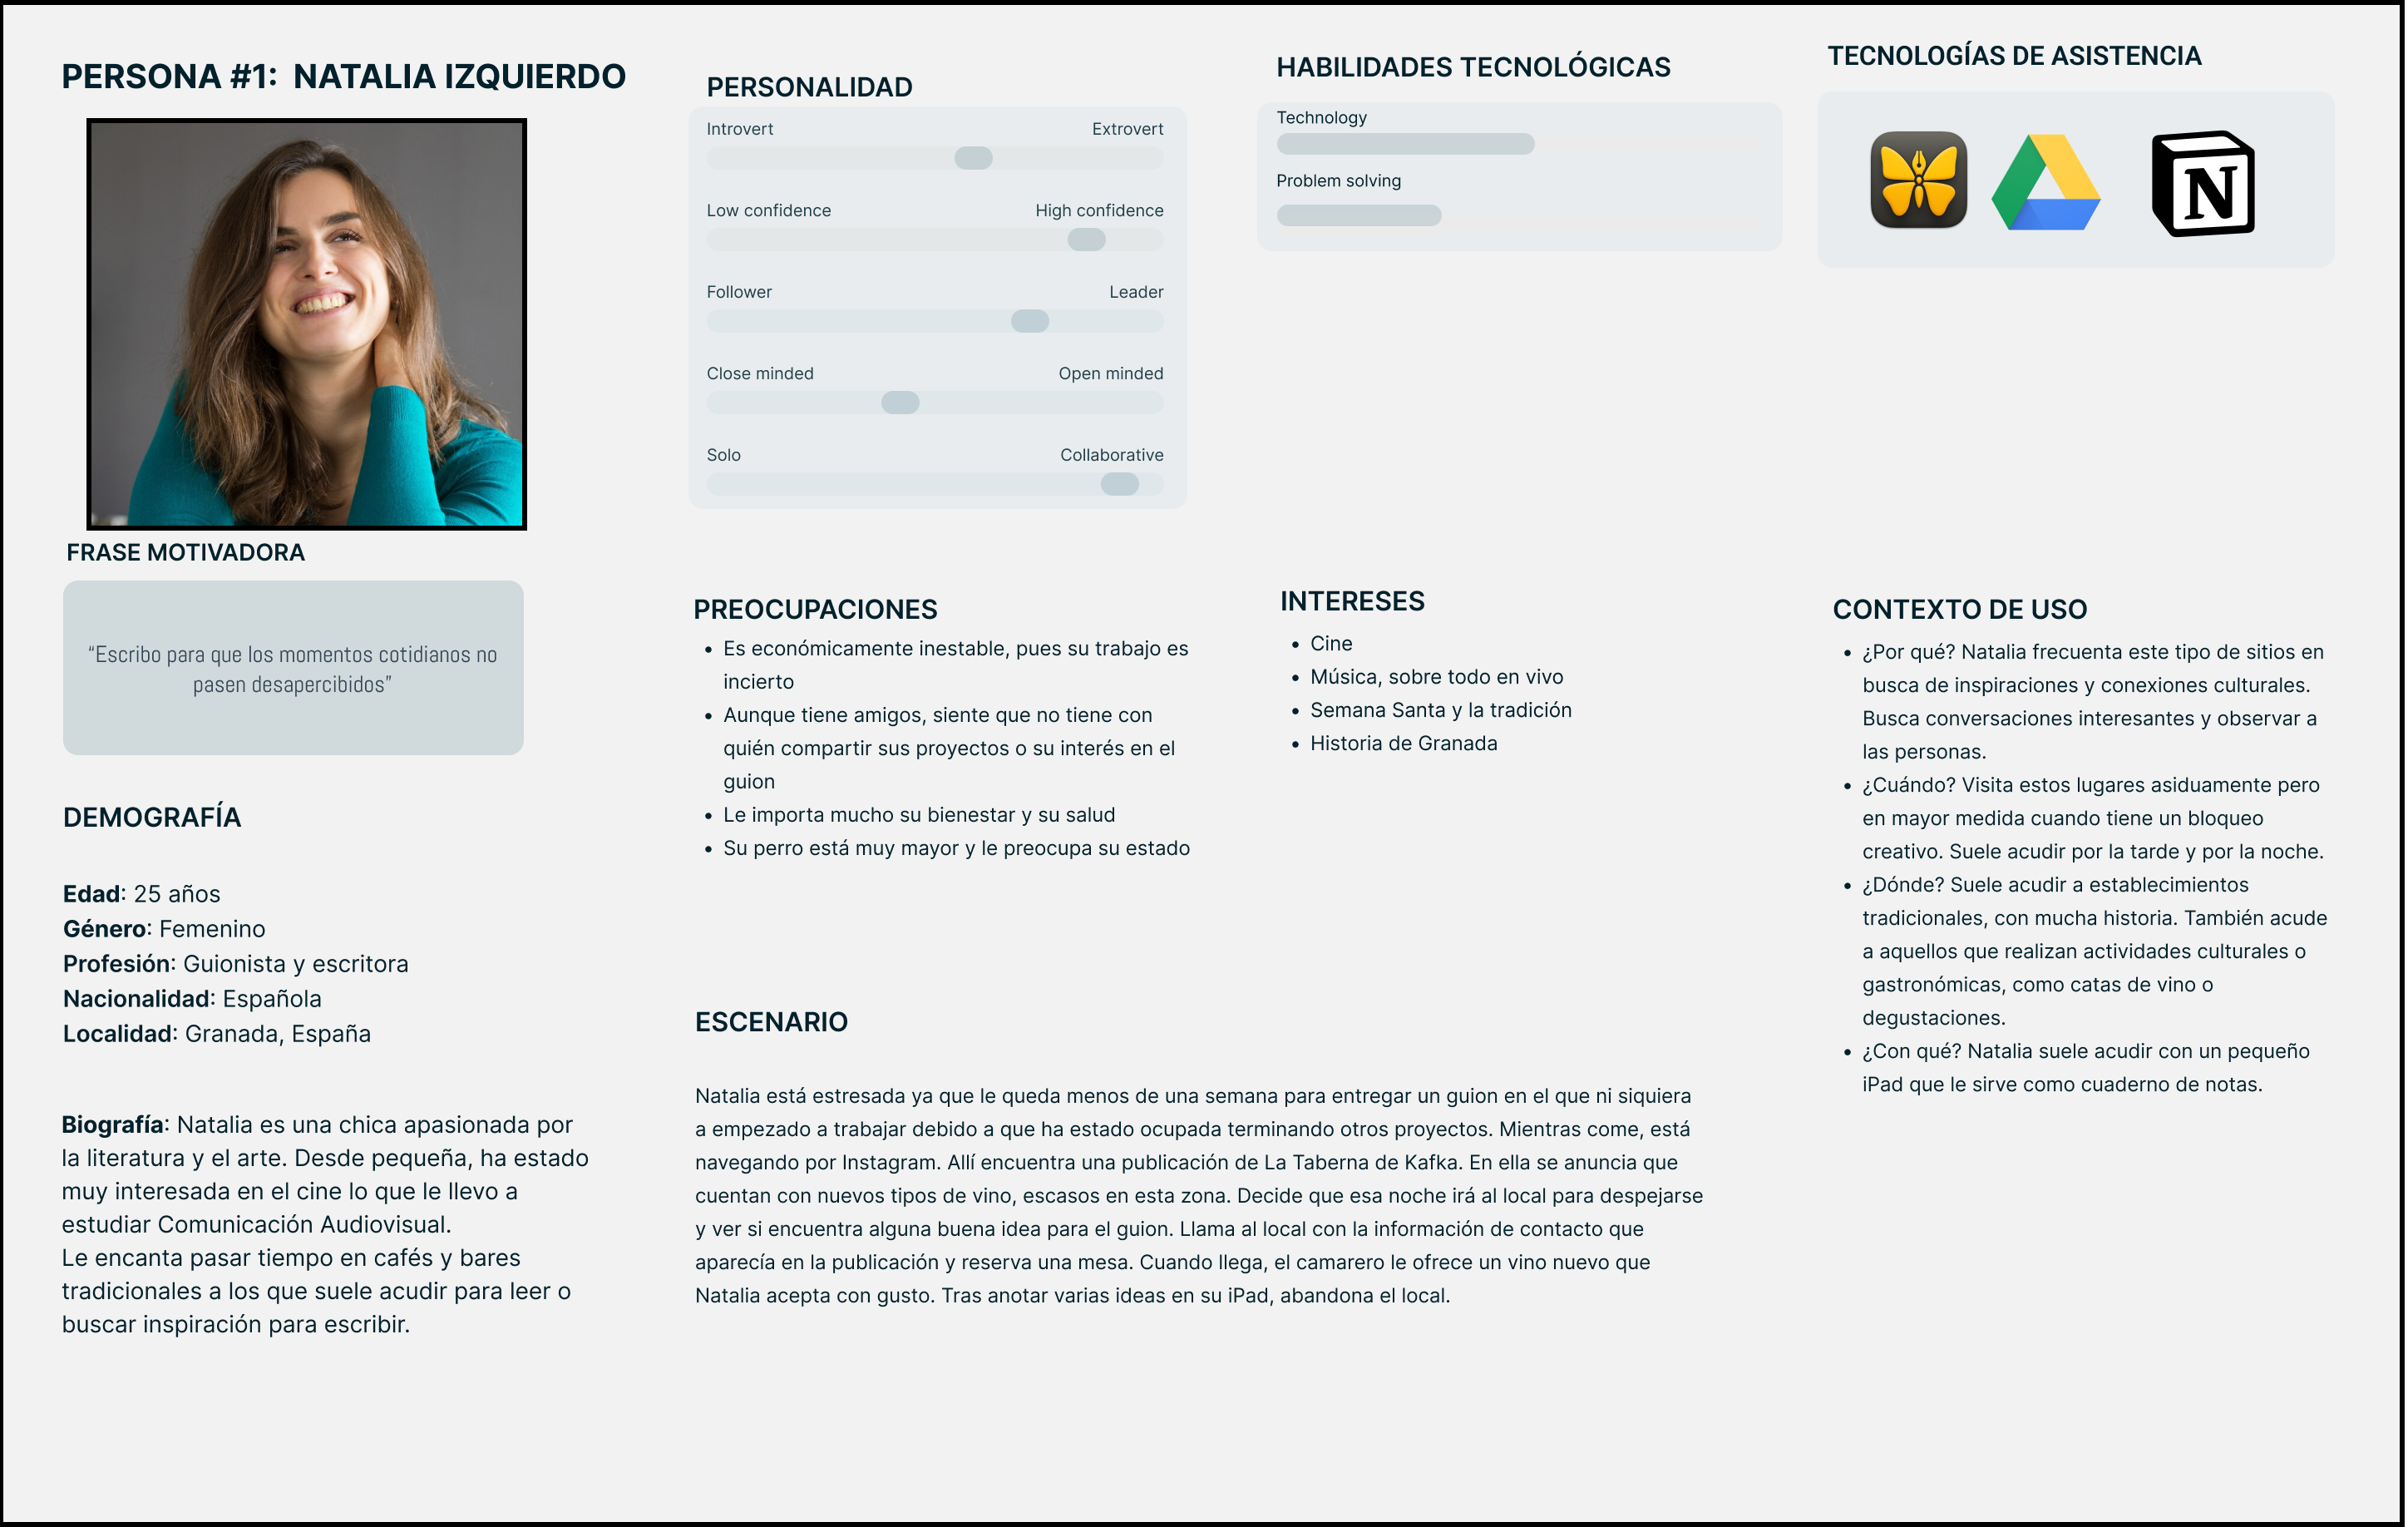 PERSONA #1:  NATALIA IZQUIERDO
FRASE MOTIVADORA
“Escribo para que los momentos cotidianos no
pasen desapercibidos”
DEMOGRAFÍA
Edad: 25 años
Género: Femenino
Profesión: Guionista y escritora
Nacionalidad: Española
Localidad: Granada, España
Biografía: Natalia es una chica apasionada por
la literatura y el arte. Desde pequeña, ha estado
muy interesada en el cine lo que le llevo a
estudiar Comunicación Audiovisual.
Le encanta pasar tiempo en cafés y bares
tradicionales a los que suele acudir para leer o
buscar inspiración para escribir.
PERSONALIDAD
Introvert Extrovert
Low confidence High confidence
Follower Leader
Close minded Open minded
Solo Collaborative
HABILIDADES TECNOLÓGICAS
Technology
Problem solving
TECNOLOGÍAS DE ASISTENCIA
N
PREOCUPACIONES
• Es económicamente inestable, pues su trabajo es
incierto
• Aunque tiene amigos, siente que no tiene con
quién compartir sus proyectos o su interés en el
guion
• Le importa mucho su bienestar y su salud
• Su perro está muy mayor y le preocupa su estado
INTERESES
• Cine
• Música, sobre todo en vivo
• Semana Santa y la tradición
• Historia de Granada
CONTEXTO DE USO
• ¿Por qué? Natalia frecuenta este tipo de sitios en
busca de inspiraciones y conexiones culturales.
Busca conversaciones interesantes y observar a
las personas.
• ¿Cuándo? Visita estos lugares asiduamente pero
en mayor medida cuando tiene un bloqueo
creativo. Suele acudir por la tarde y por la noche.
• ¿Dónde? Suele acudir a establecimientos
tradicionales, con mucha historia. También acude
a aquellos que realizan actividades culturales o
gastronómicas, como catas de vino o
degustaciones.
• ¿Con qué? Natalia suele acudir con un pequeño
iPad que le sirve como cuaderno de notas.
ESCENARIO
Natalia está estresada ya que le queda menos de una semana para entregar un guion en el que ni siquiera
a empezado a trabajar debido a que ha estado ocupada terminando otros proyectos. Mientras come, está
navegando por Instagram. Allí encuentra una publicación de La Taberna de Kafka. En ella se anuncia que
cuentan con nuevos tipos de vino, escasos en esta zona. Decide que esa noche irá al local para despejarse
y ver si encuentra alguna buena idea para el guion. Llama al local con la información de contacto que
aparecía en la publicación y reserva una mesa. Cuando llega, el camarero le ofrece un vino nuevo que
Natalia acepta con gusto. Tras anotar varias ideas en su iPad, abandona el local.